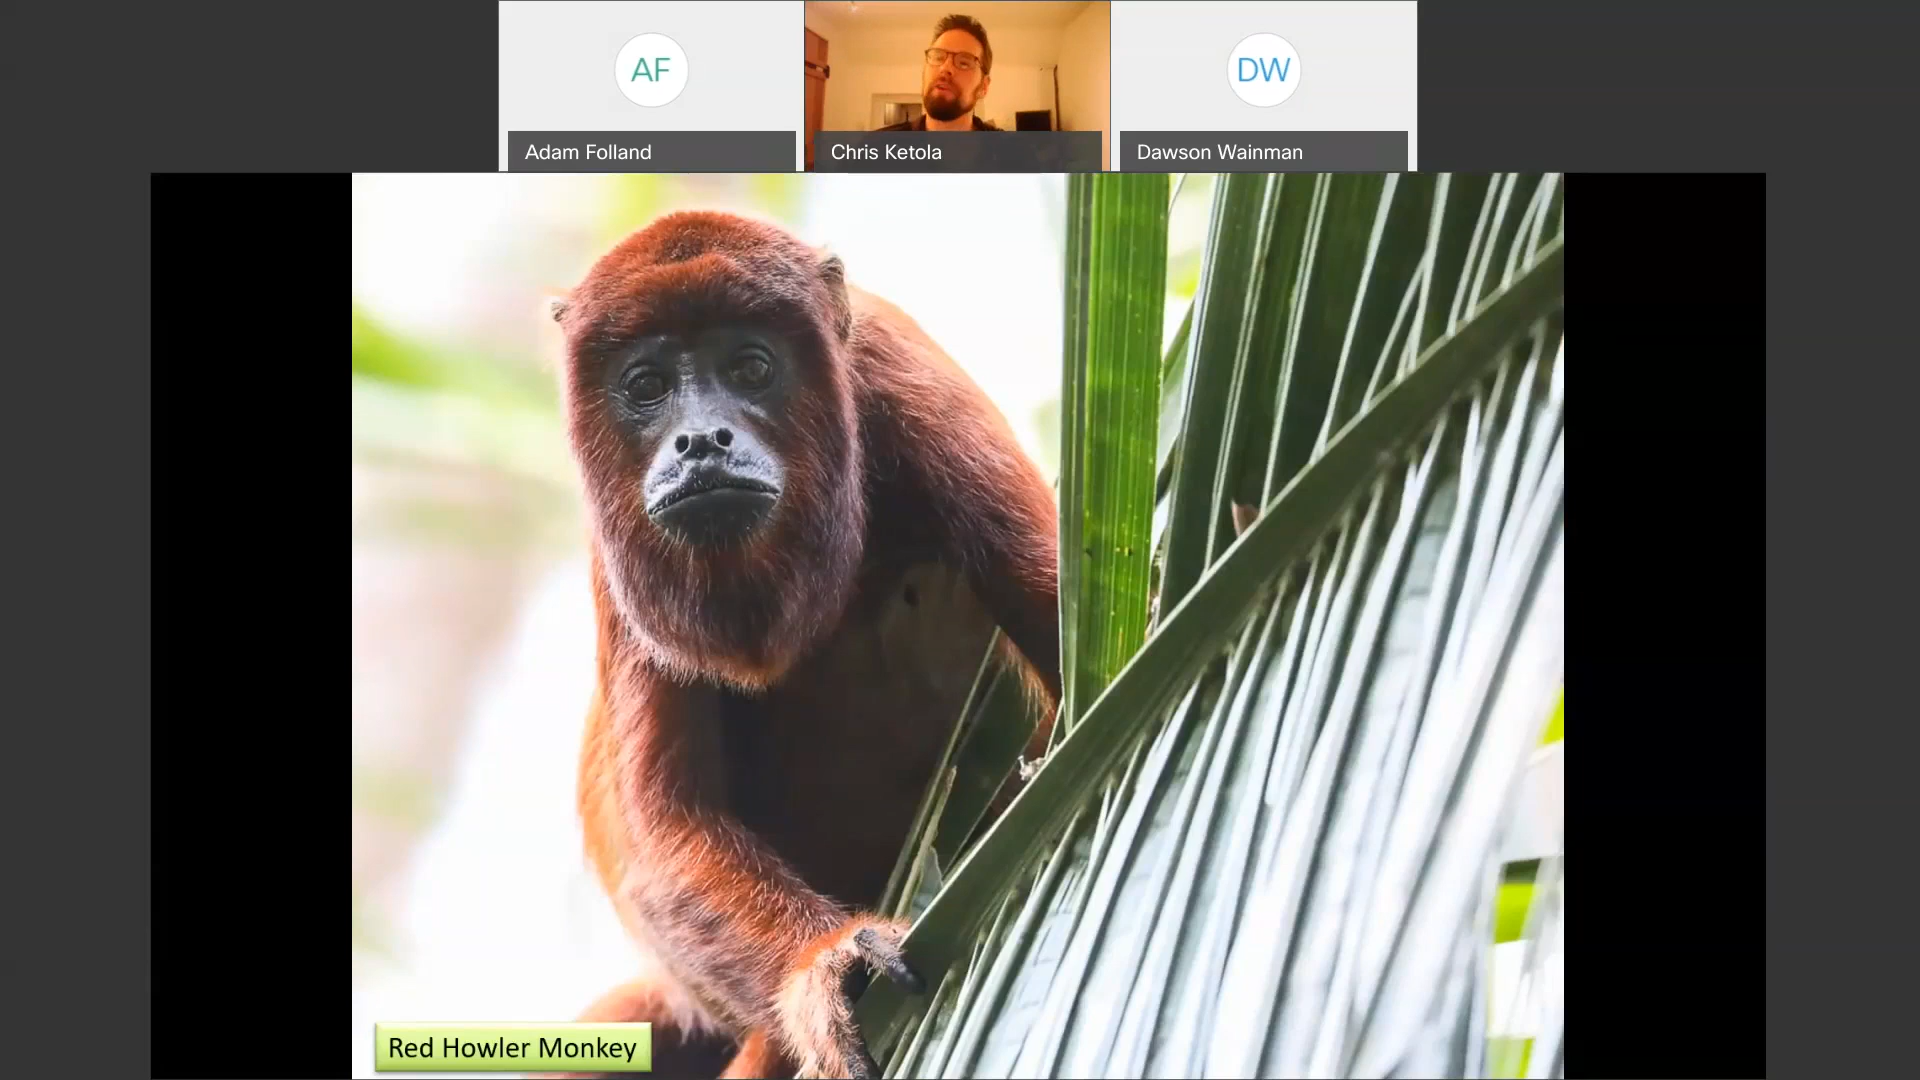 AF
DW
Adam Folland
Chris Ketola
Dawson Wainman
Red Howler Monkey